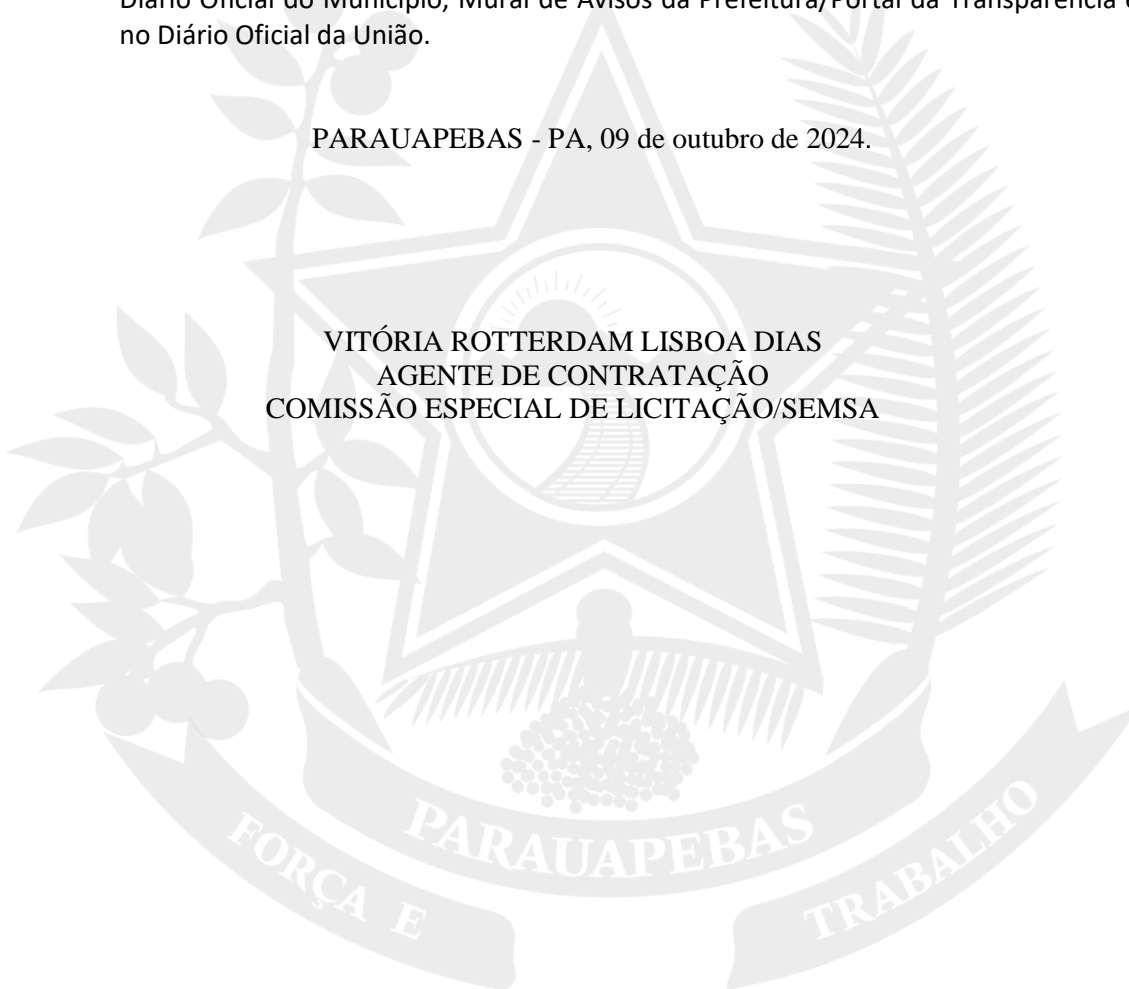 Diário Oficial do Município, Mural de Avisos da Prefeitura/Portal da Transparência e
no Diário Oficial da União.
PARAUAPEBAS - PA, 09 de outubro de 2024.
VITÓRIA ROTTERDAM LISBOA DIAS
AGENTE DE CONTRATAÇÃO
COMISSÃO ESPECIAL DE LICITAÇÃO/SEMSA
FORÇA E
PARAUAPEBAS
TRABALHO